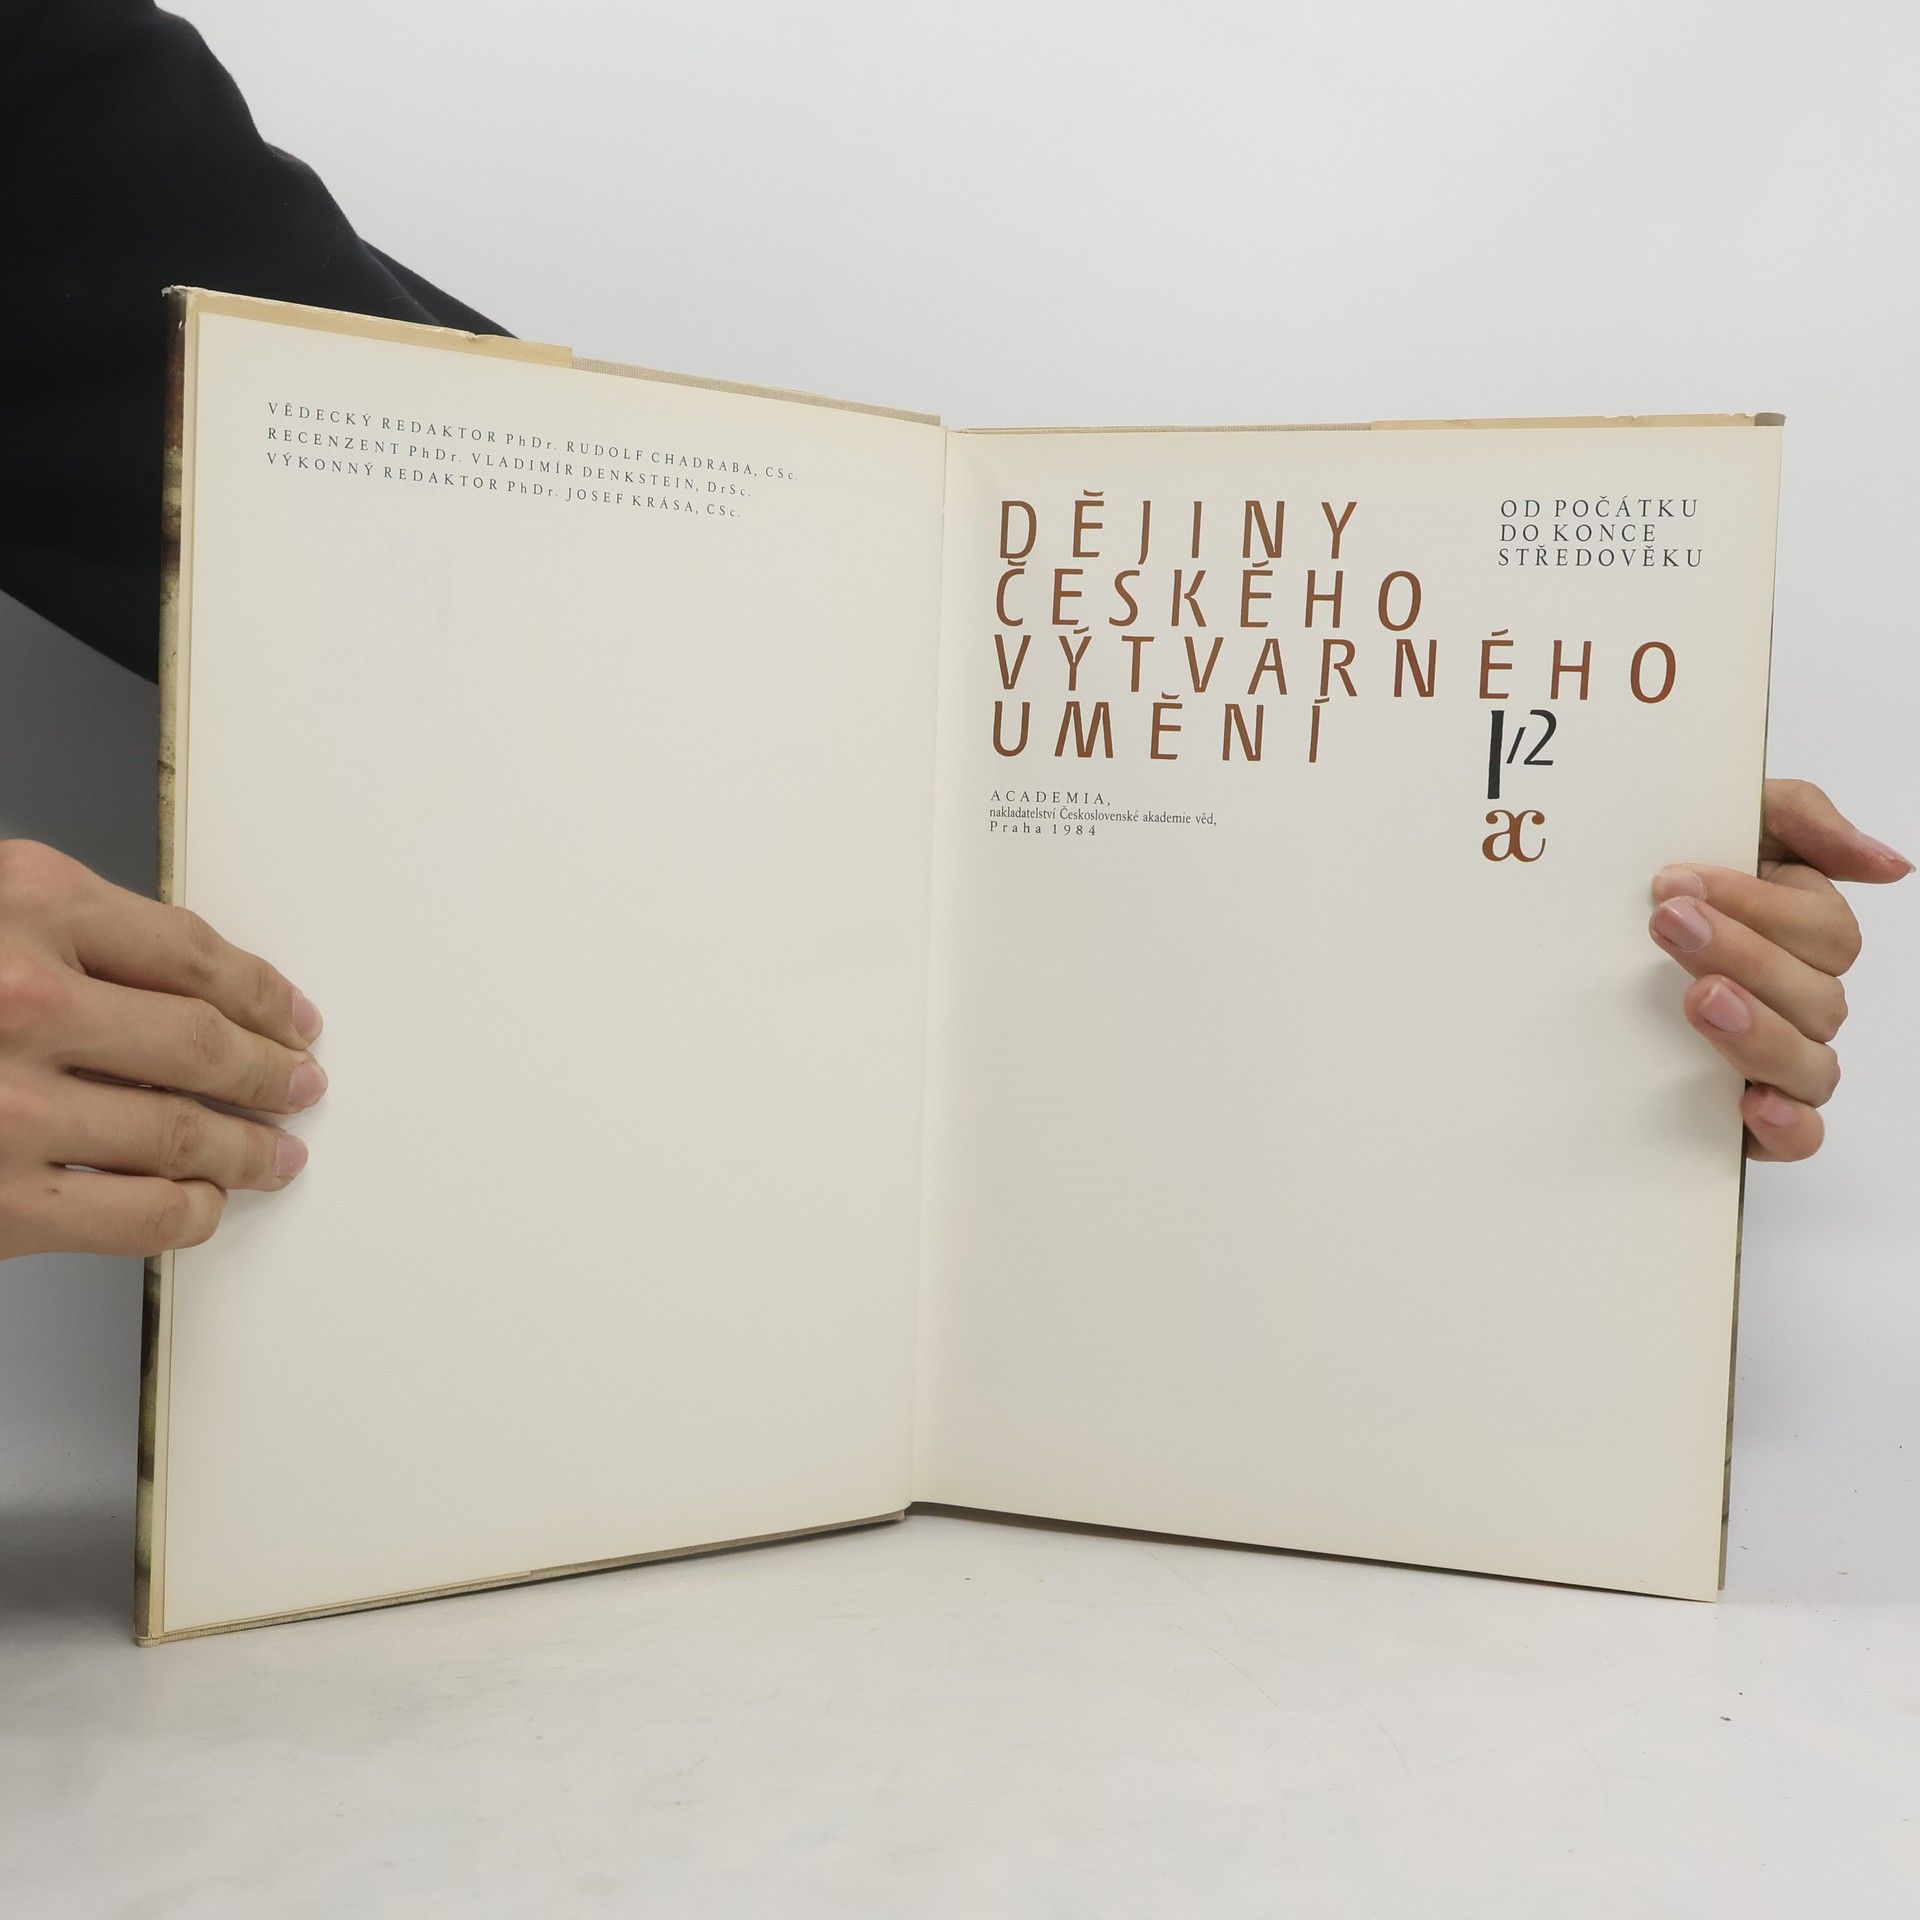 VĚDECKÝ REDAKTOR PhDr. RUDOLF CHADRABA, CSc.
RECENZENT PhDr. VLADIMÍR DENKSTEIN, DrSc.
VÝKONNÝ REDAKTOR PhDr. JOSEF KRÁSA, CSc.
DĚJINY
ČESKÉHO
VÝTVARNÉHO
UMĚNÍ
OD POČÁTKU
DO KONCE
STŘEDOVĚKU
I/2
ac
ACADEMIA,
nakladatelství Československé akademie věd,
Praha 1984